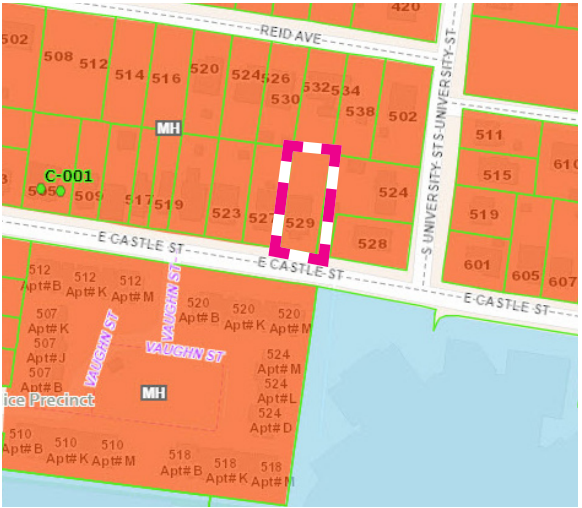 420
REID AVE
502
508
512
514
516
520
524
526
530
532
534
538
502
S UNIVERSITY ST
S UNIVERSITY ST
511
610
MH
C-001
3
505
509
517
519
523
527
529
524
528
515
519
601
605
607
E CASTLE ST
E CASTLE ST
E CASTLE ST
512
Apt#B
512
Apt#K
512
Apt#M
520
Apt#B
520
Apt#K
520
Apt#M
VAUGHN ST
VAUGHN ST
VAUGHN ST
507
Apt#K
507
Apt#J
507
Apt#B
524
Apt#M
524
Apt#L
524
Apt#D
MH
ice Precinct
510
Apt#B
510
Apt#K
510
Apt#M
518
Apt#B
518
Apt#K
518
Apt#M